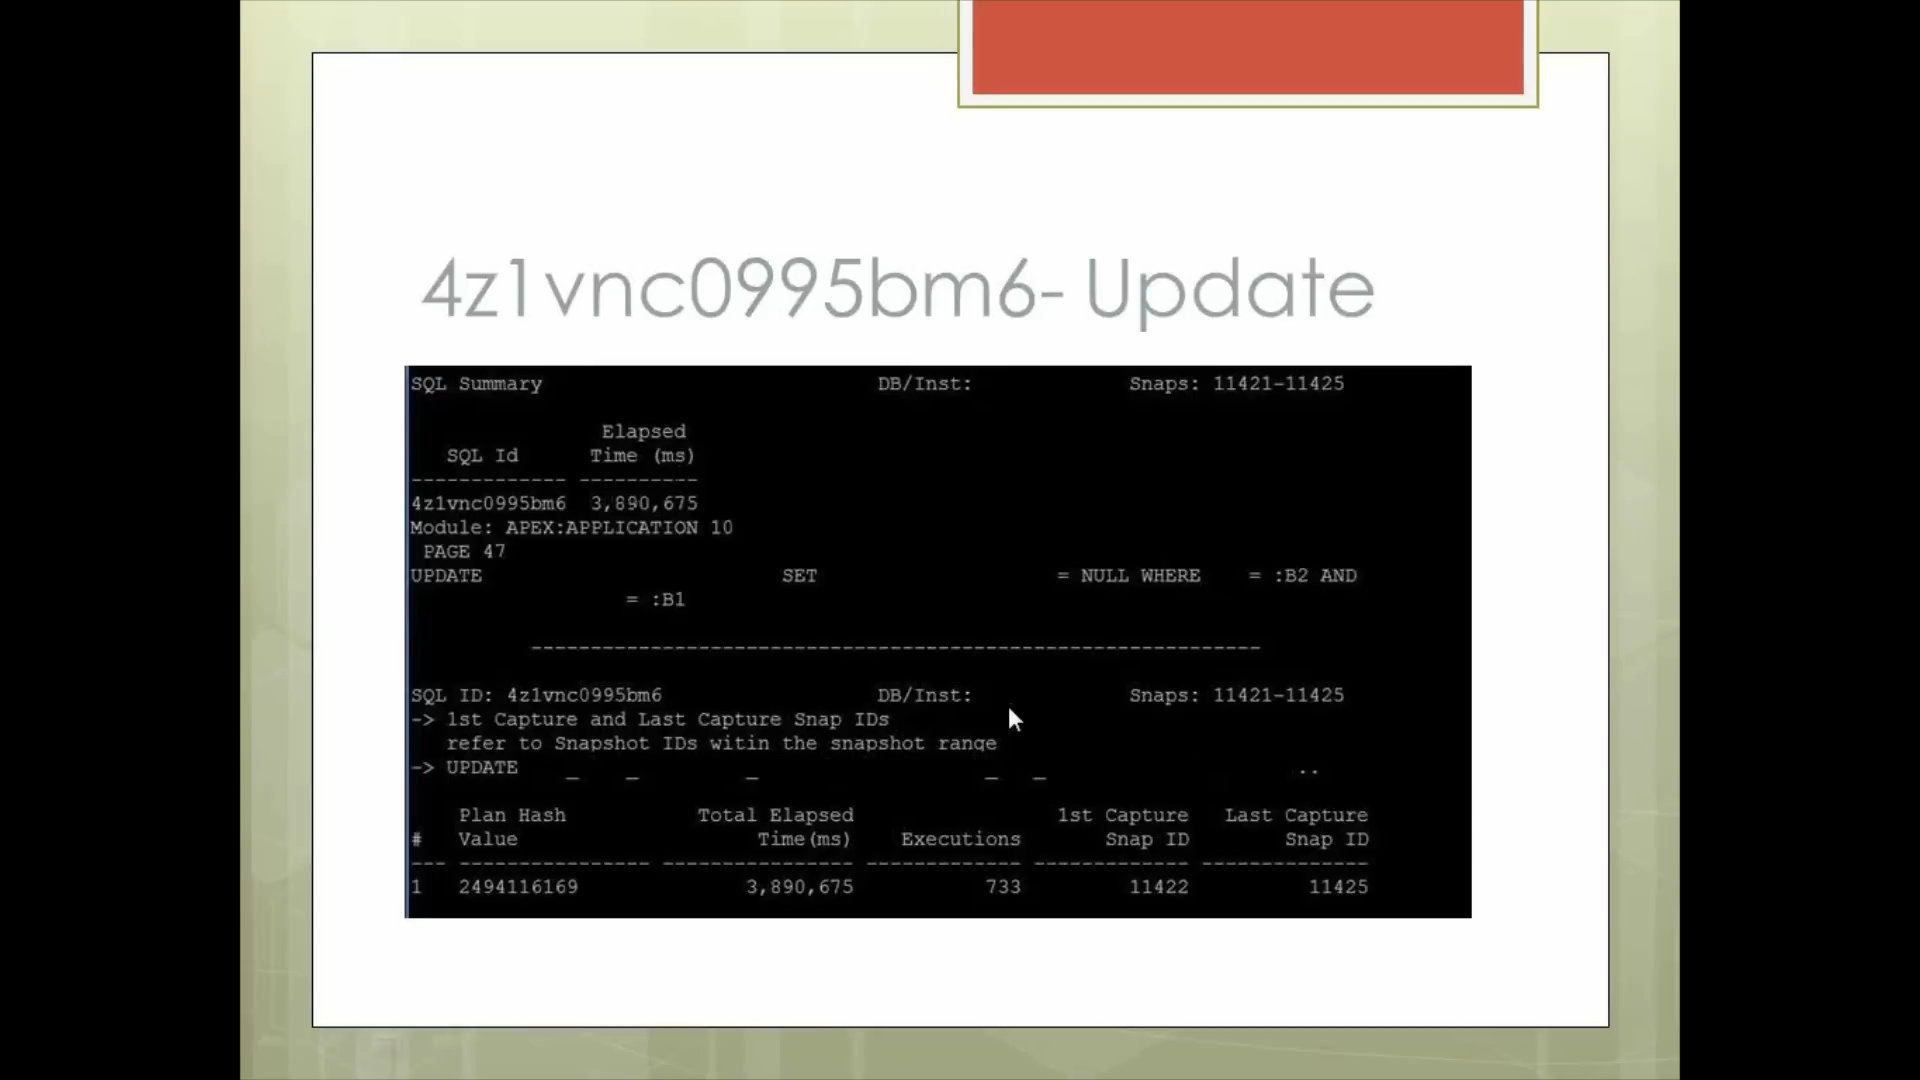 4z1vnc0995bm6- Update
SQL Summary DB/Inst: Snaps: 11421-11425
Elapsed
SQL Id Time (ms)
------------- ----------
4z1vnc0995bm6 3,890,675
Module: APEX:APPLICATION 10
PAGE 47
UPDATE SET = NULL WHERE = :B2 AND
= :B1
-------------------------------------------------------------
SQL ID: 4z1vnc0995bm6 DB/Inst: Snaps: 11421-11425
-> 1st Capture and Last Capture Snap IDs
refer to Snapshot IDs witin the snapshot range
-> UPDATE _ _ _ _ _ ..
Plan Hash Total Elapsed 1st Capture Last Capture
# Value Time(ms) Executions Snap ID Snap ID
--- ---------------- ---------------- ------------- ------------- --------------
1 2494116169 3,890,675 733 11422 11425